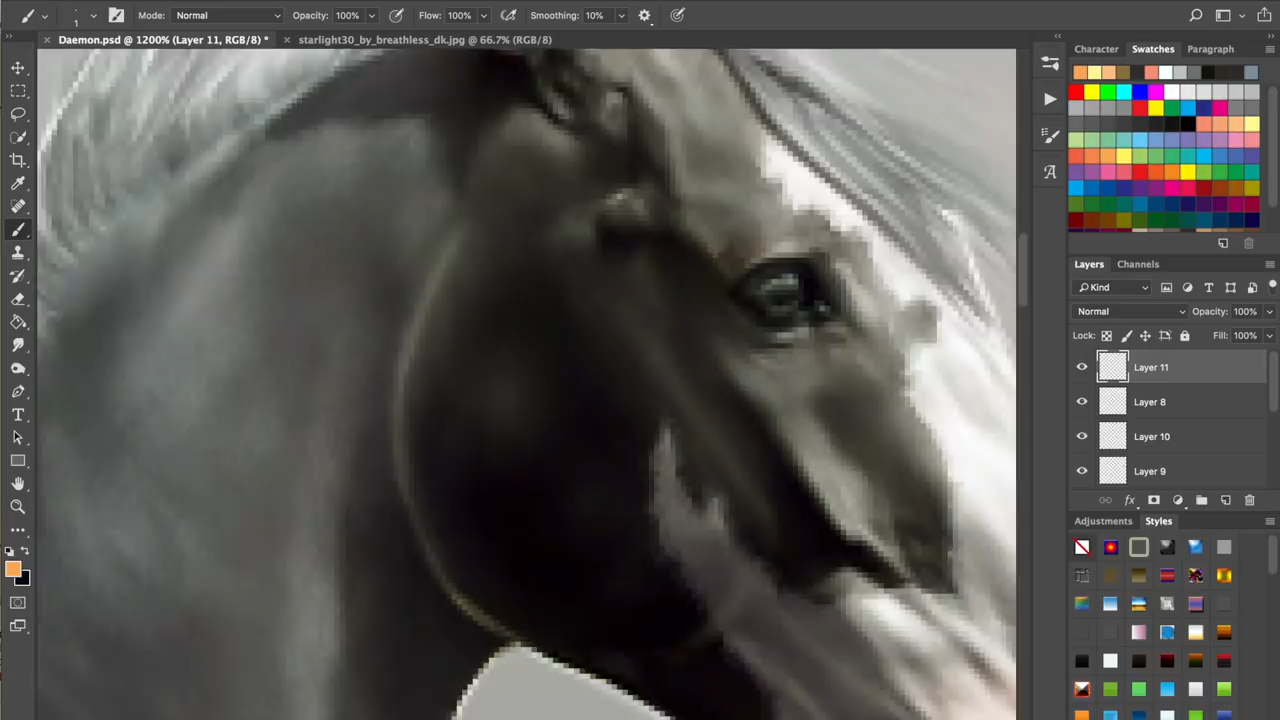 1 Mode: Normal Opacity: 100% Flow: 100% Smoothing: 10%
Daemon.psd @ 1200% (Layer 11, RGB/8) * starlight30_by_breathless_dk.jpg @ 66.7% (RGB/8)
Character Swatches Paragraph
Layers Channels
Kind
Normal Opacity: 100%
Lock: Fill: 100%
Layer 11
Layer 8
Layer 10
Layer 9
fx
Adjustments Styles